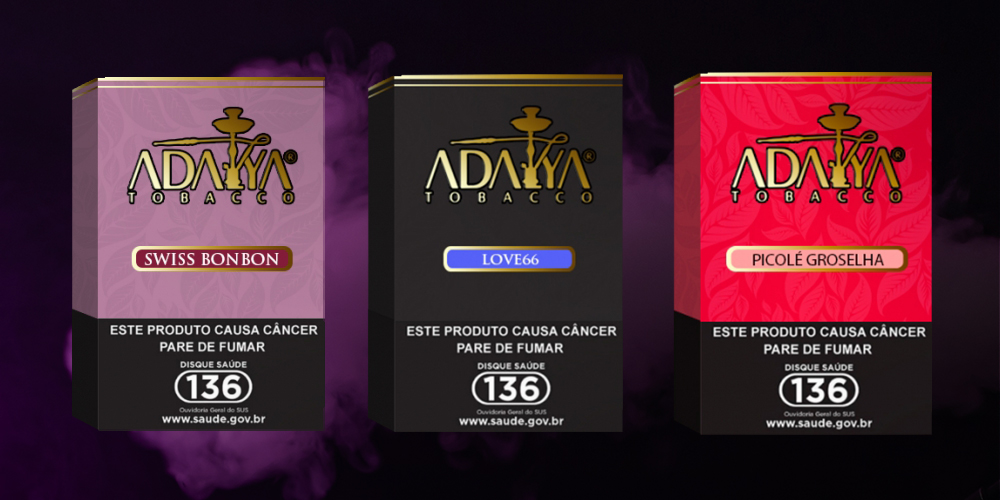 ADALYA®
TOBACCO
SWISS BONBON
ESTE PRODUTO CAUSA CÂNCER
PARE DE FUMAR
DISQUE SAÚDE
136
Ouvidoria Geral do SUS
www.saude.gov.br
ADALYA®
TOBACCO
LOVE66
ESTE PRODUTO CAUSA CÂNCER
PARE DE FUMAR
DISQUE SAÚDE
136
Ouvidoria Geral do SUS
www.saude.gov.br
ADALYA®
TOBACCO
PICOLÉ GROSELHA
ESTE PRODUTO CAUSA CÂNCER
PARE DE FUMAR
DISQUE SAÚDE
136
Ouvidoria Geral do SUS
www.saude.gov.br